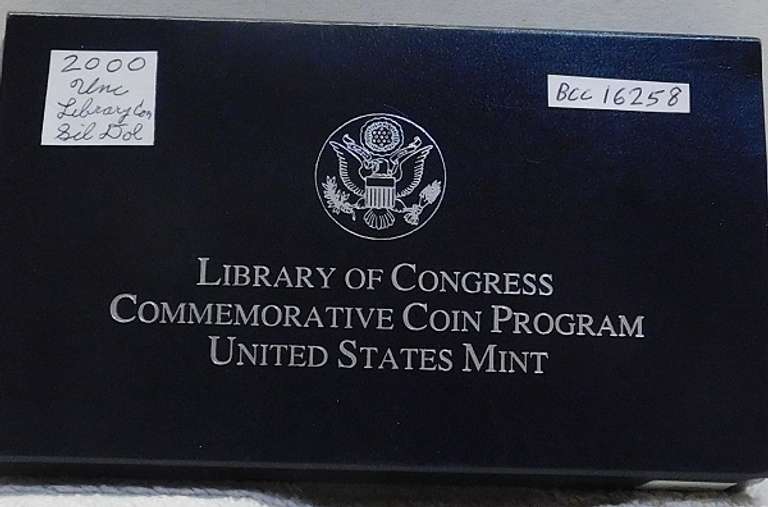 2000
Unc
Library Con
Sil Dol
BCC 16258
LIBRARY OF CONGRESS
COMMEMORATIVE COIN PROGRAM
UNITED STATES MINT